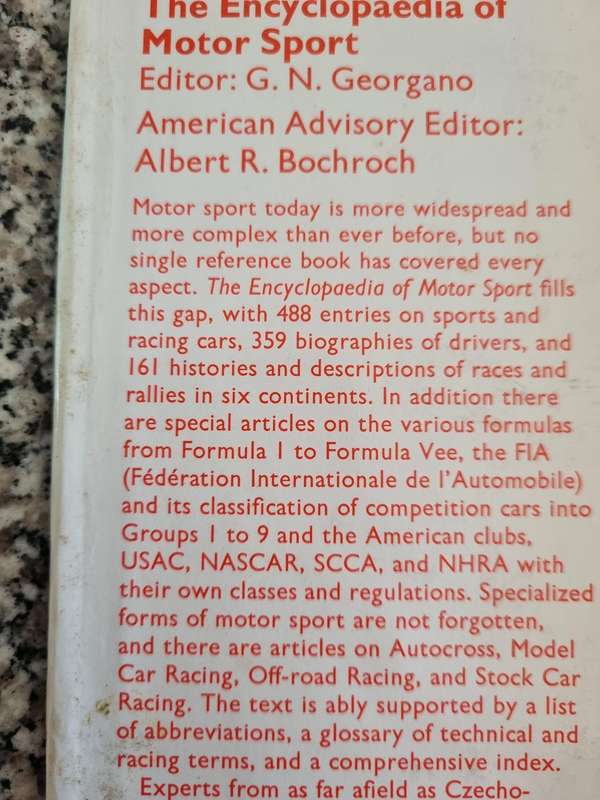 The Encyclopaedia of
Motor Sport
Editor: G. N. Georgano
American Advisory Editor:
Albert R. Bochroch
Motor sport today is more widespread and
more complex than ever before, but no
single reference book has covered every
aspect. The Encyclopaedia of Motor Sport fills
this gap, with 488 entries on sports and
racing cars, 359 biographies of drivers, and
161 histories and descriptions of races and
rallies in six continents. In addition there
are special articles on the various formulas
from Formula 1 to Formula Vee, the FIA
(Fédération Internationale de l'Automobile)
and its classification of competition cars into
Groups 1 to 9 and the American clubs,
USAC, NASCAR, SCCA, and NHRA with
their own classes and regulations. Specialized
forms of motor sport are not forgotten,
and there are articles on Autocross, Model
Car Racing, Off-road Racing, and Stock Car
Racing. The text is ably supported by a list
of abbreviations, a glossary of technical and
racing terms, and a comprehensive index.
Experts from as far afield as Czecho-